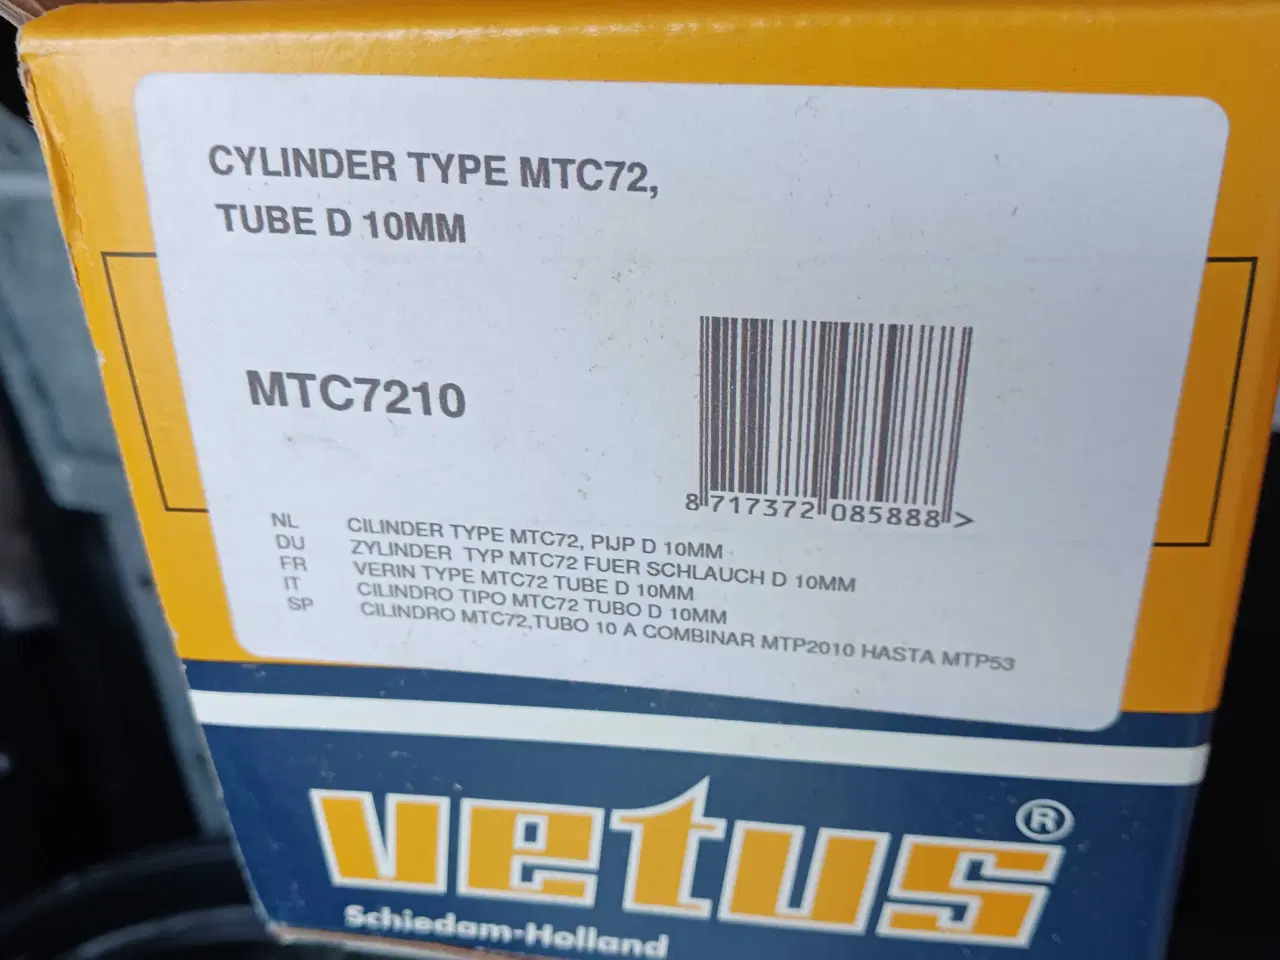 CYLINDER TYPE MTC72,
TUBE D 10MM
MTC7210
8 717372 085888 >
NL CILINDER TYPE MTC72, PIJP D 10MM
DU ZYLINDER TYP MTC72 FUER SCHLAUCH D 10MM
FR VERIN TYPE MTC72 TUBE D 10MM
IT CILINDRO TIPO MTC72 TUBO D 10MM
SP CILINDRO MTC72,TUBO 10 A COMBINAR MTP2010 HASTA MTP53
vetus ®
Schiedam-Holland